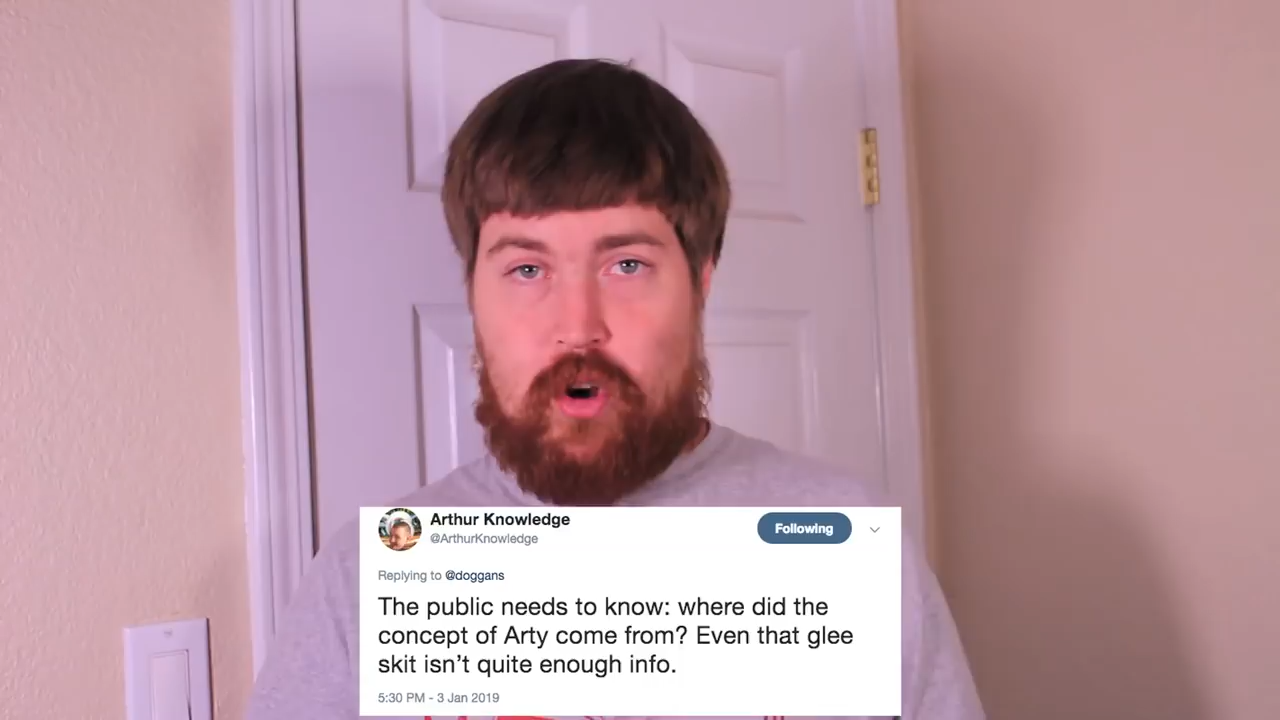 Arthur Knowledge
@ArthurKnowledge
Following
Replying to @doggans
The public needs to know: where did the
concept of Arty come from? Even that glee
skit isn’t quite enough info.
5:30 PM - 3 Jan 2019